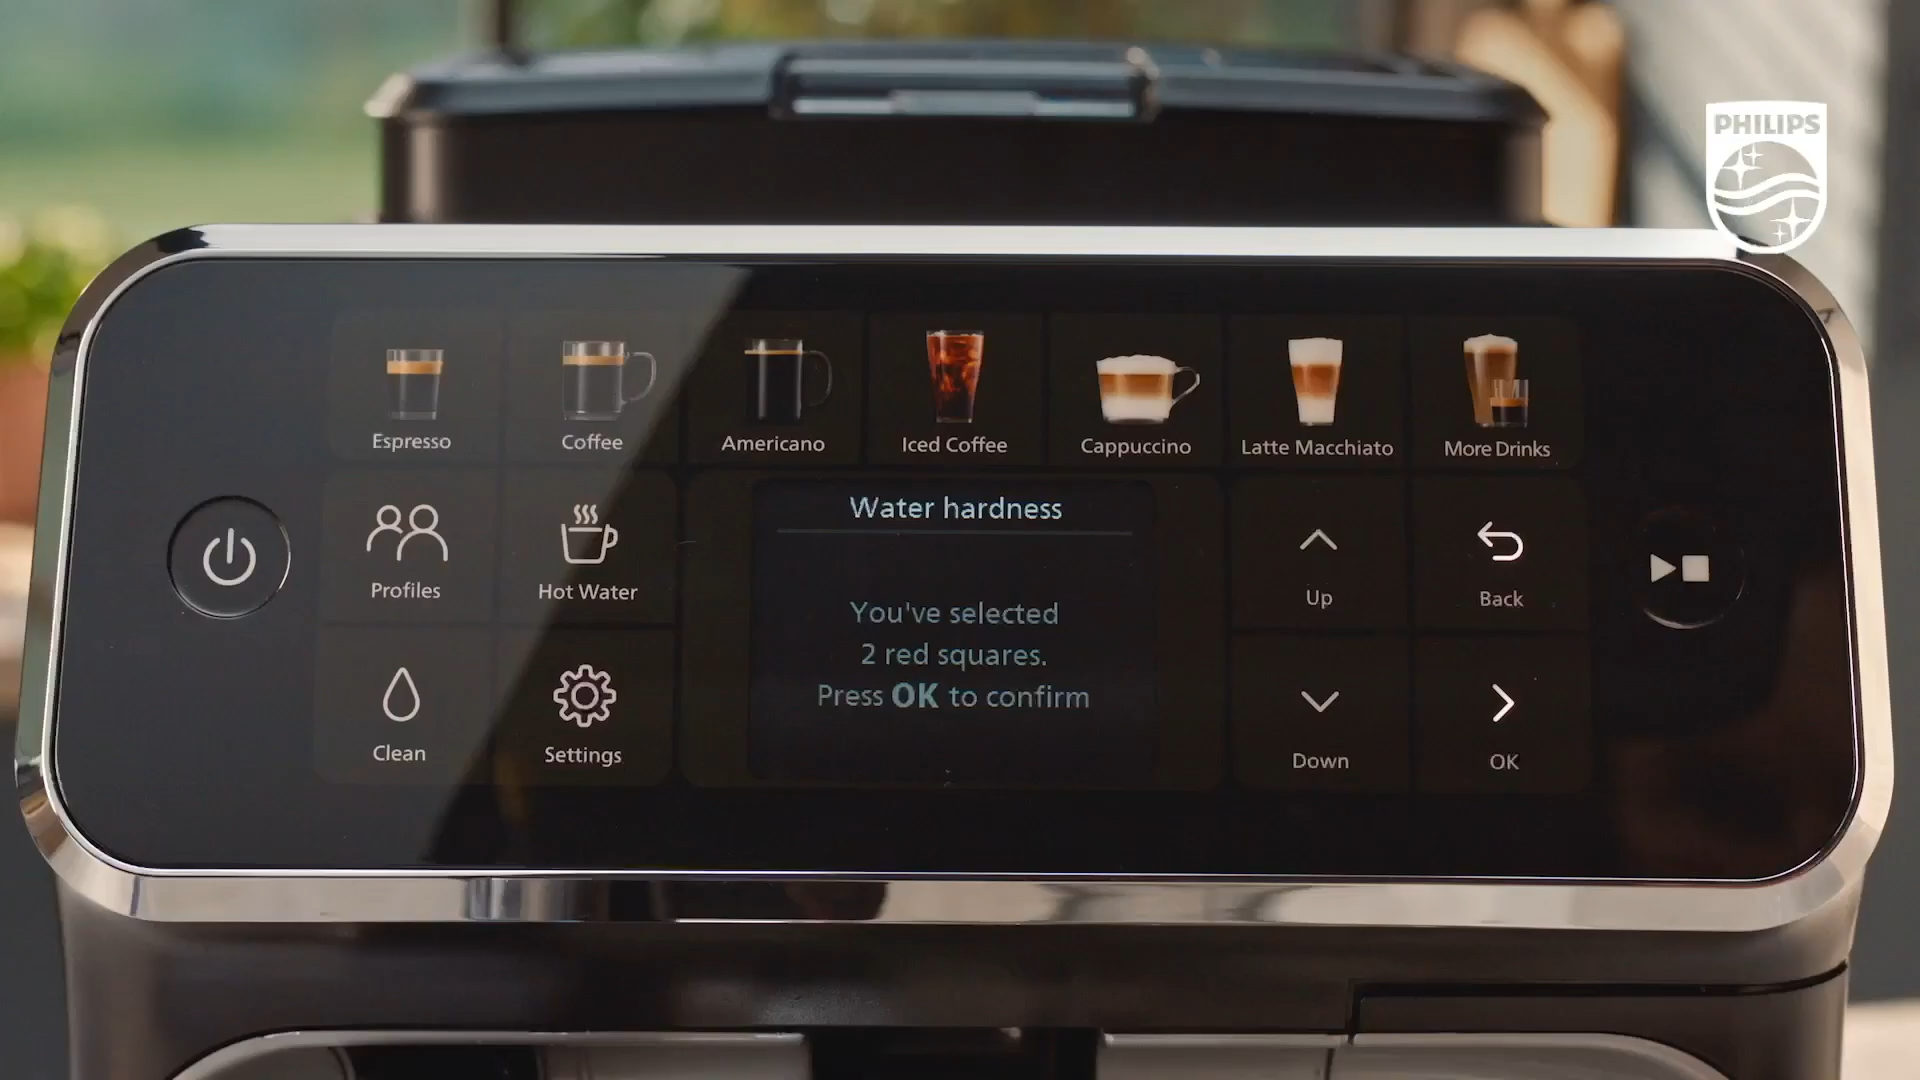 PHILIPS
Espresso
Coffee
Americano
Iced Coffee
Cappuccino
Latte Macchiato
More Drinks
Profiles
Hot Water
Water hardness
You've selected
2 red squares.
Press OK to confirm
Up
Back
Clean
Settings
Down
OK